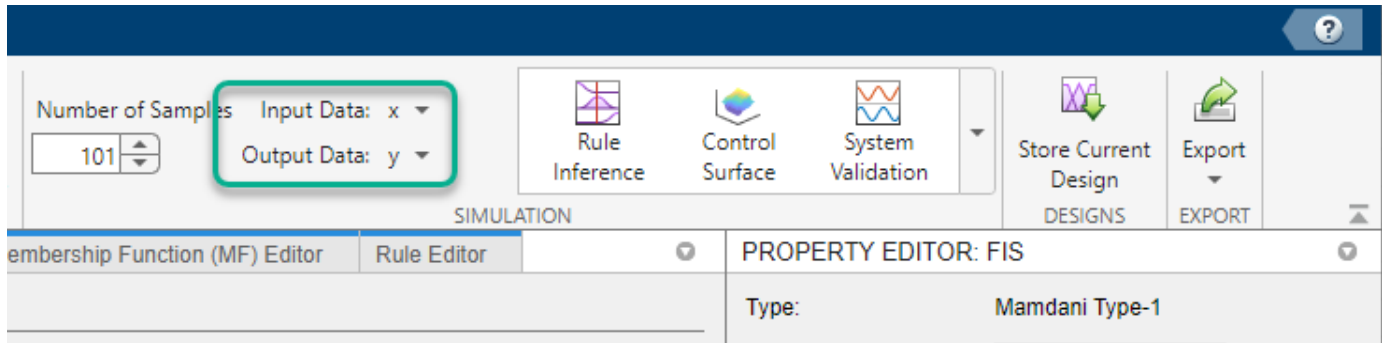 ?
Number of Samples
101
Input Data: x
Output Data: y
Rule
Inference
Control
Surface
System
Validation
SIMULATION
Store Current
Design
DESIGNS
Export
EXPORT
embership Function (MF) Editor
Rule Editor
PROPERTY EDITOR: FIS
Type: Mamdani Type-1